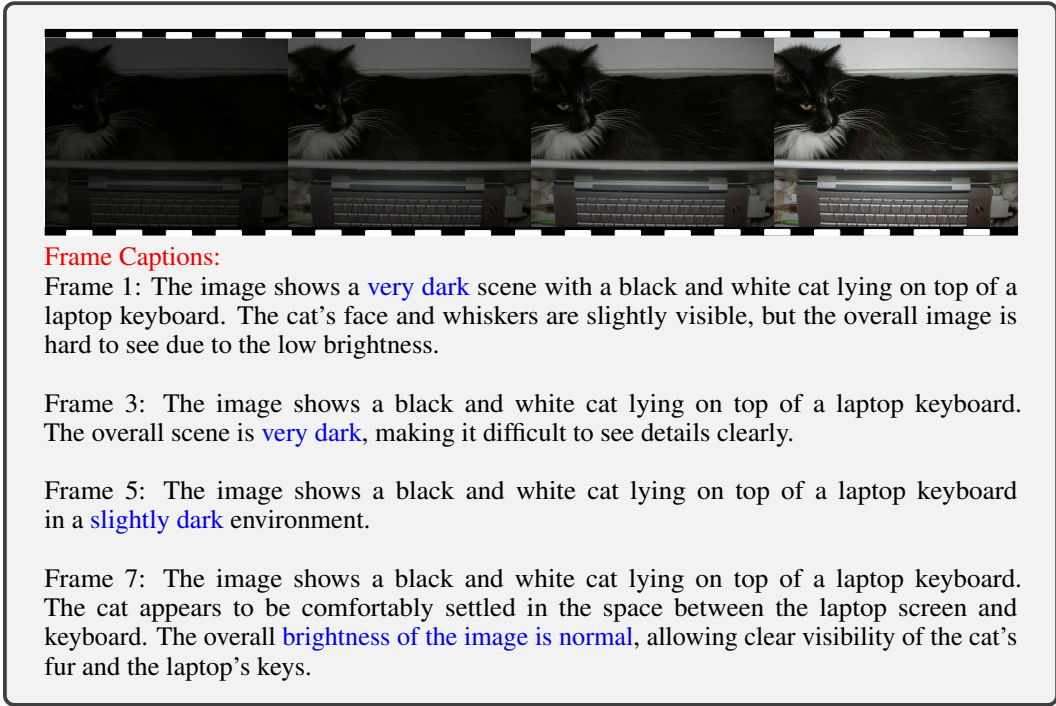 Frame Captions:
Frame 1: The image shows a very dark scene with a black and white cat lying on top of a
laptop keyboard. The cat's face and whiskers are slightly visible, but the overall image is
hard to see due to the low brightness.
Frame 3: The image shows a black and white cat lying on top of a laptop keyboard.
The overall scene is very dark, making it difficult to see details clearly.
Frame 5: The image shows a black and white cat lying on top of a laptop keyboard
in a slightly dark environment.
Frame 7: The image shows a black and white cat lying on top of a laptop keyboard.
The cat appears to be comfortably settled in the space between the laptop screen and
keyboard. The overall brightness of the image is normal, allowing clear visibility of the cat's
fur and the laptop's keys.